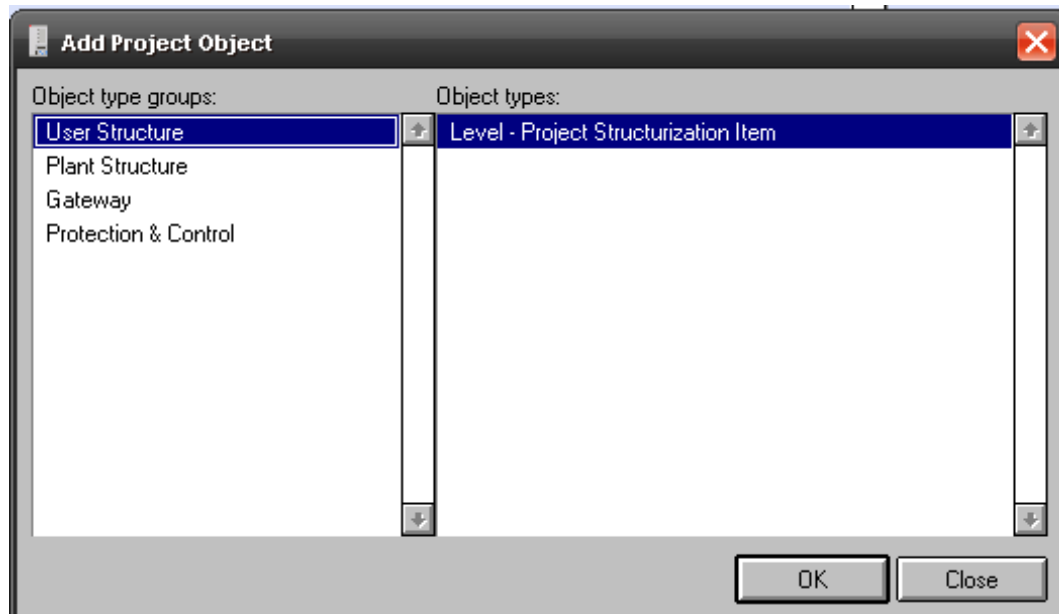 Add Project Object
Object type groups:
Object types:
User Structure
Plant Structure
Gateway
Protection & Control
Level - Project Structurization Item
OK
Close